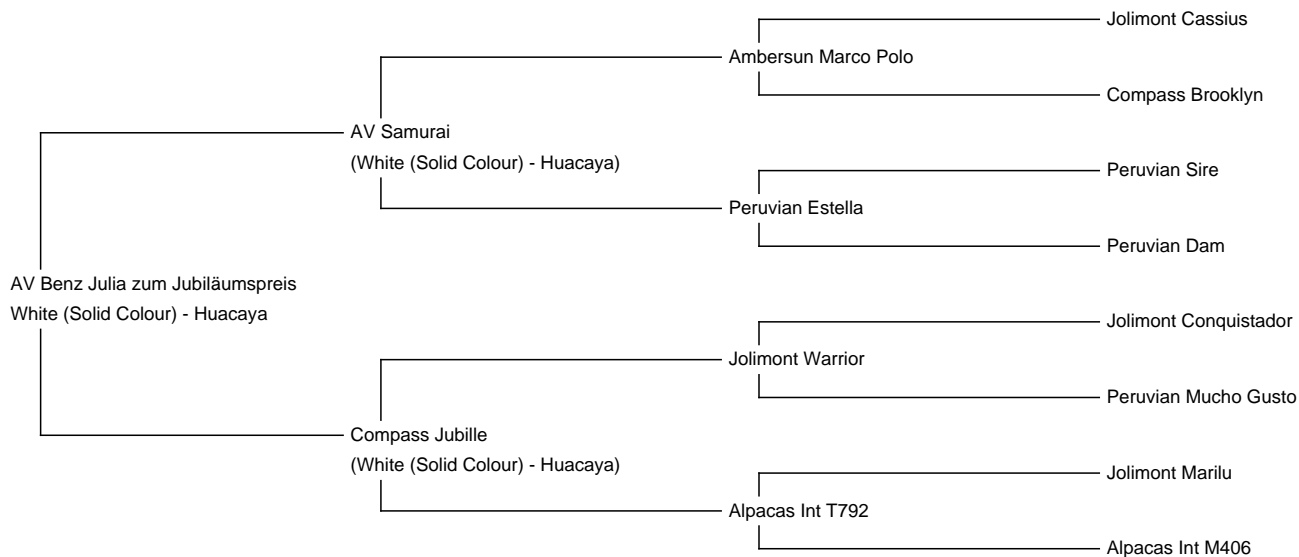 Jolimont Cassius
Ambersun Marco Polo
Compass Brooklyn
AV Samurai
(White (Solid Colour) - Huacaya)
Peruvian Sire
Peruvian Estella
Peruvian Dam
AV Benz Julia zum Jubiläumspreis
White (Solid Colour) - Huacaya
Jolimont Conquistador
Jolimont Warrior
Peruvian Mucho Gusto
Compass Jubille
(White (Solid Colour) - Huacaya)
Jolimont Marilu
Alpacas Int T792
Alpacas Int M406